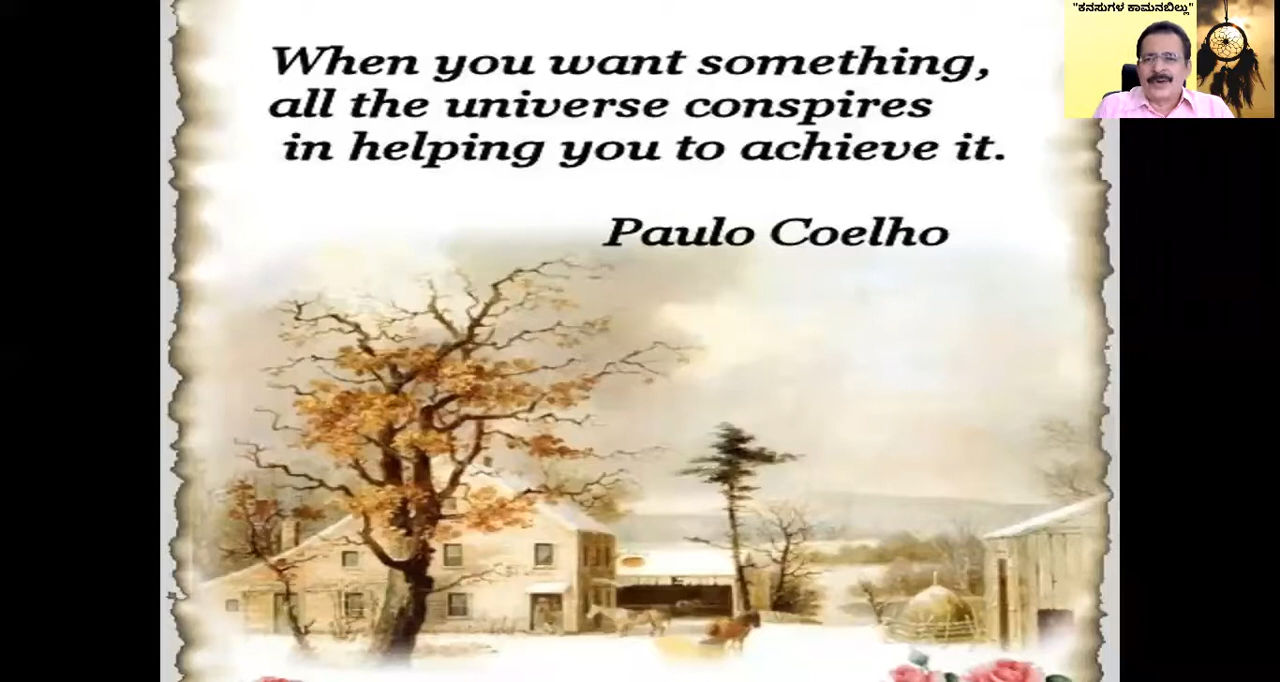 When you want something,
all the universe conspires
in helping you to achieve it.
Paulo Coelho
"ಕನಸುಗಳ ಕಾಮನಬಿಲ್ಲು"